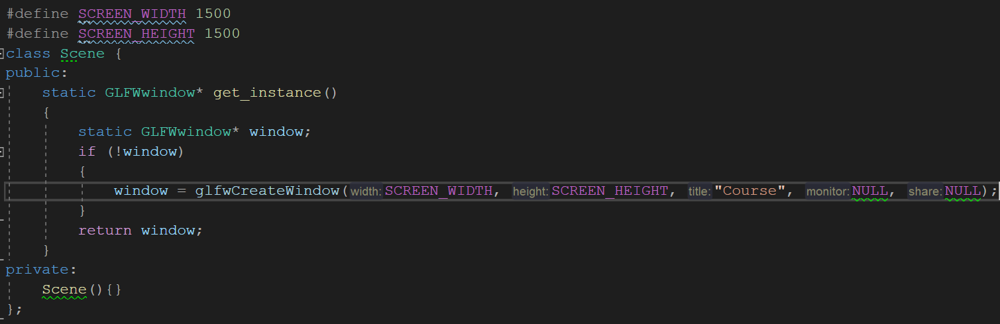 #define SCREEN_WIDTH 1500
#define SCREEN_HEIGHT 1500
class Scene {
public:
    static GLFWwindow* get_instance()
    {
        static GLFWwindow* window;
        if (!window)
        {
            window = glfwCreateWindow(width:SCREEN_WIDTH, height:SCREEN_HEIGHT, title:"Course", monitor:NULL, share:NULL);
        }
        return window;
    }
private:
    Scene(){}
};